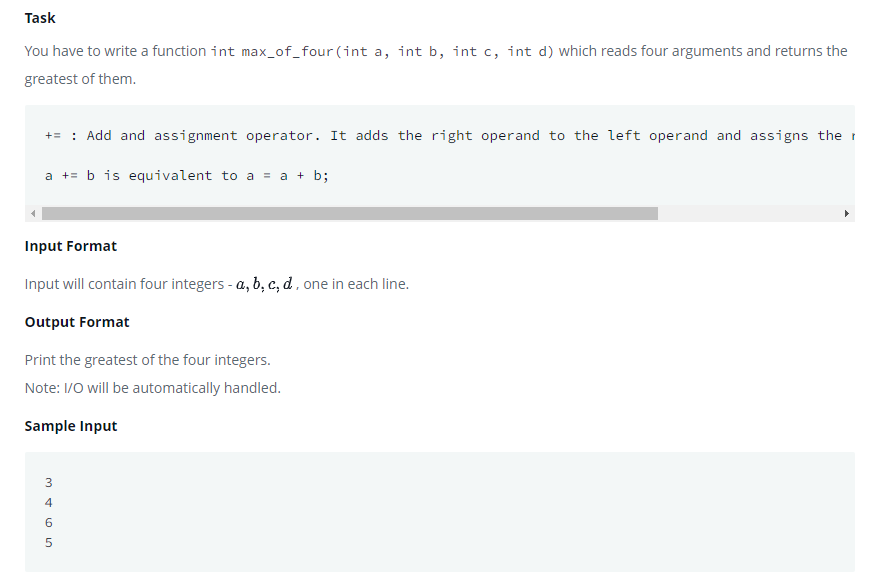 Task
You have to write a function int max_of_four(int a, int b, int c, int d) which reads four arguments and returns the
greatest of them.
+= : Add and assignment operator. It adds the right operand to the left operand and assigns the
a += b is equivalent to a = a + b;
Input Format
Input will contain four integers - a, b, c, d , one in each line.
Output Format
Print the greatest of the four integers.
Note: I/O will be automatically handled.
Sample Input
3
4
6
5